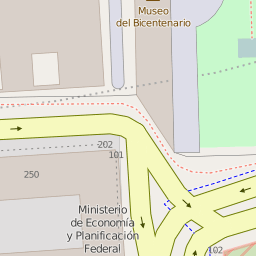 Museo
del Bicentenario
202
101
250
Ministerio
de Economía
y Planificación
Federal
102